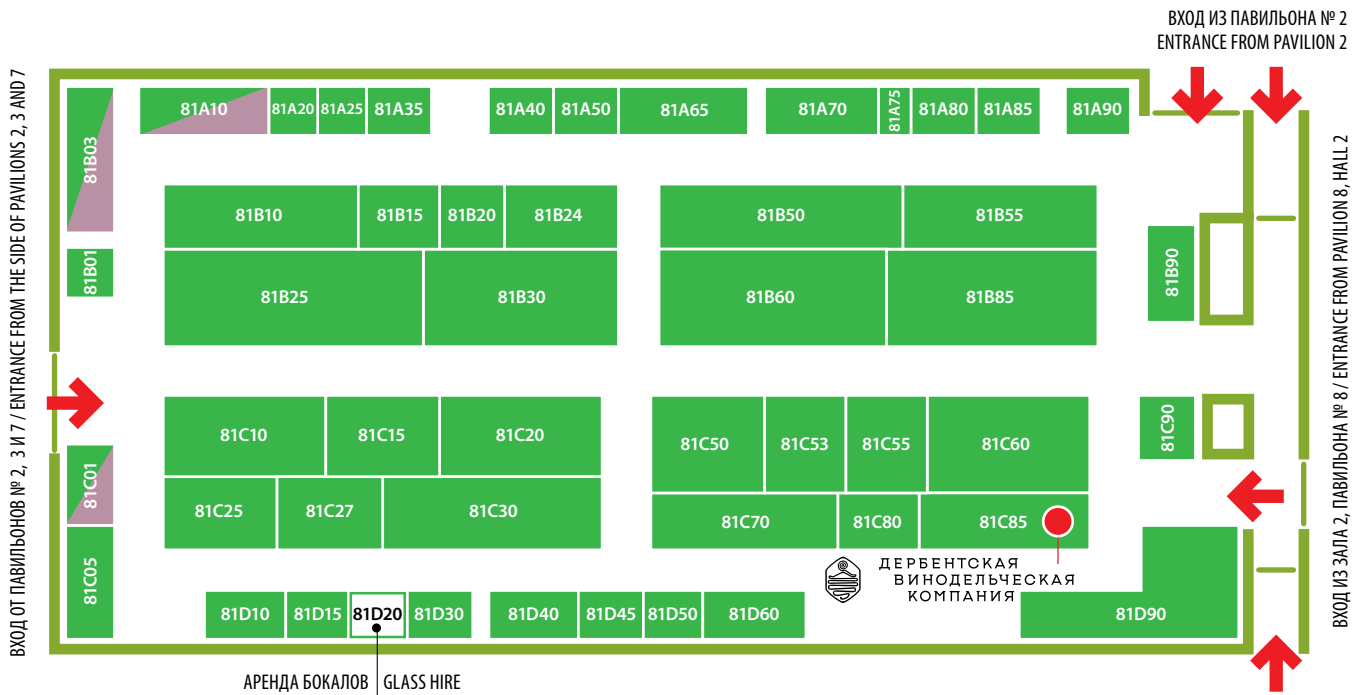 ВХОД ИЗ ПАВИЛЬОНА № 2
ENTRANCE FROM PAVILION 2
ВХОД ОТ ПАВИЛЬОНОВ № 2, 3 И 7 / ENTRANCE FROM THE SIDE OF PAVILIONS 2, 3 AND 7
81A10
81A20
81A25
81A35
81A40
81A50
81A65
81A70
81A75
81A80
81A85
81A90
81B03
81B01
81B10
81B15
81B20
81B24
81B50
81B55
81B25
81B30
81B60
81B85
81B90
81C10
81C15
81C20
81C50
81C53
81C55
81C60
81C90
81C01
81C05
81C25
81C27
81C30
81C70
81C80
81C85
ДЕРБЕНТСКАЯ
ВИНОДЕЛЬЧЕСКАЯ
КОМПАНИЯ
81D10
81D15
81D20
81D30
81D40
81D45
81D50
81D60
81D90
АРЕНДА БОКАЛОВ
GLASS HIRE
ВХОД ИЗ ЗАЛА 2, ПАВИЛЬОНА № 8 / ENTRANCE FROM PAVILION 8, HALL 2